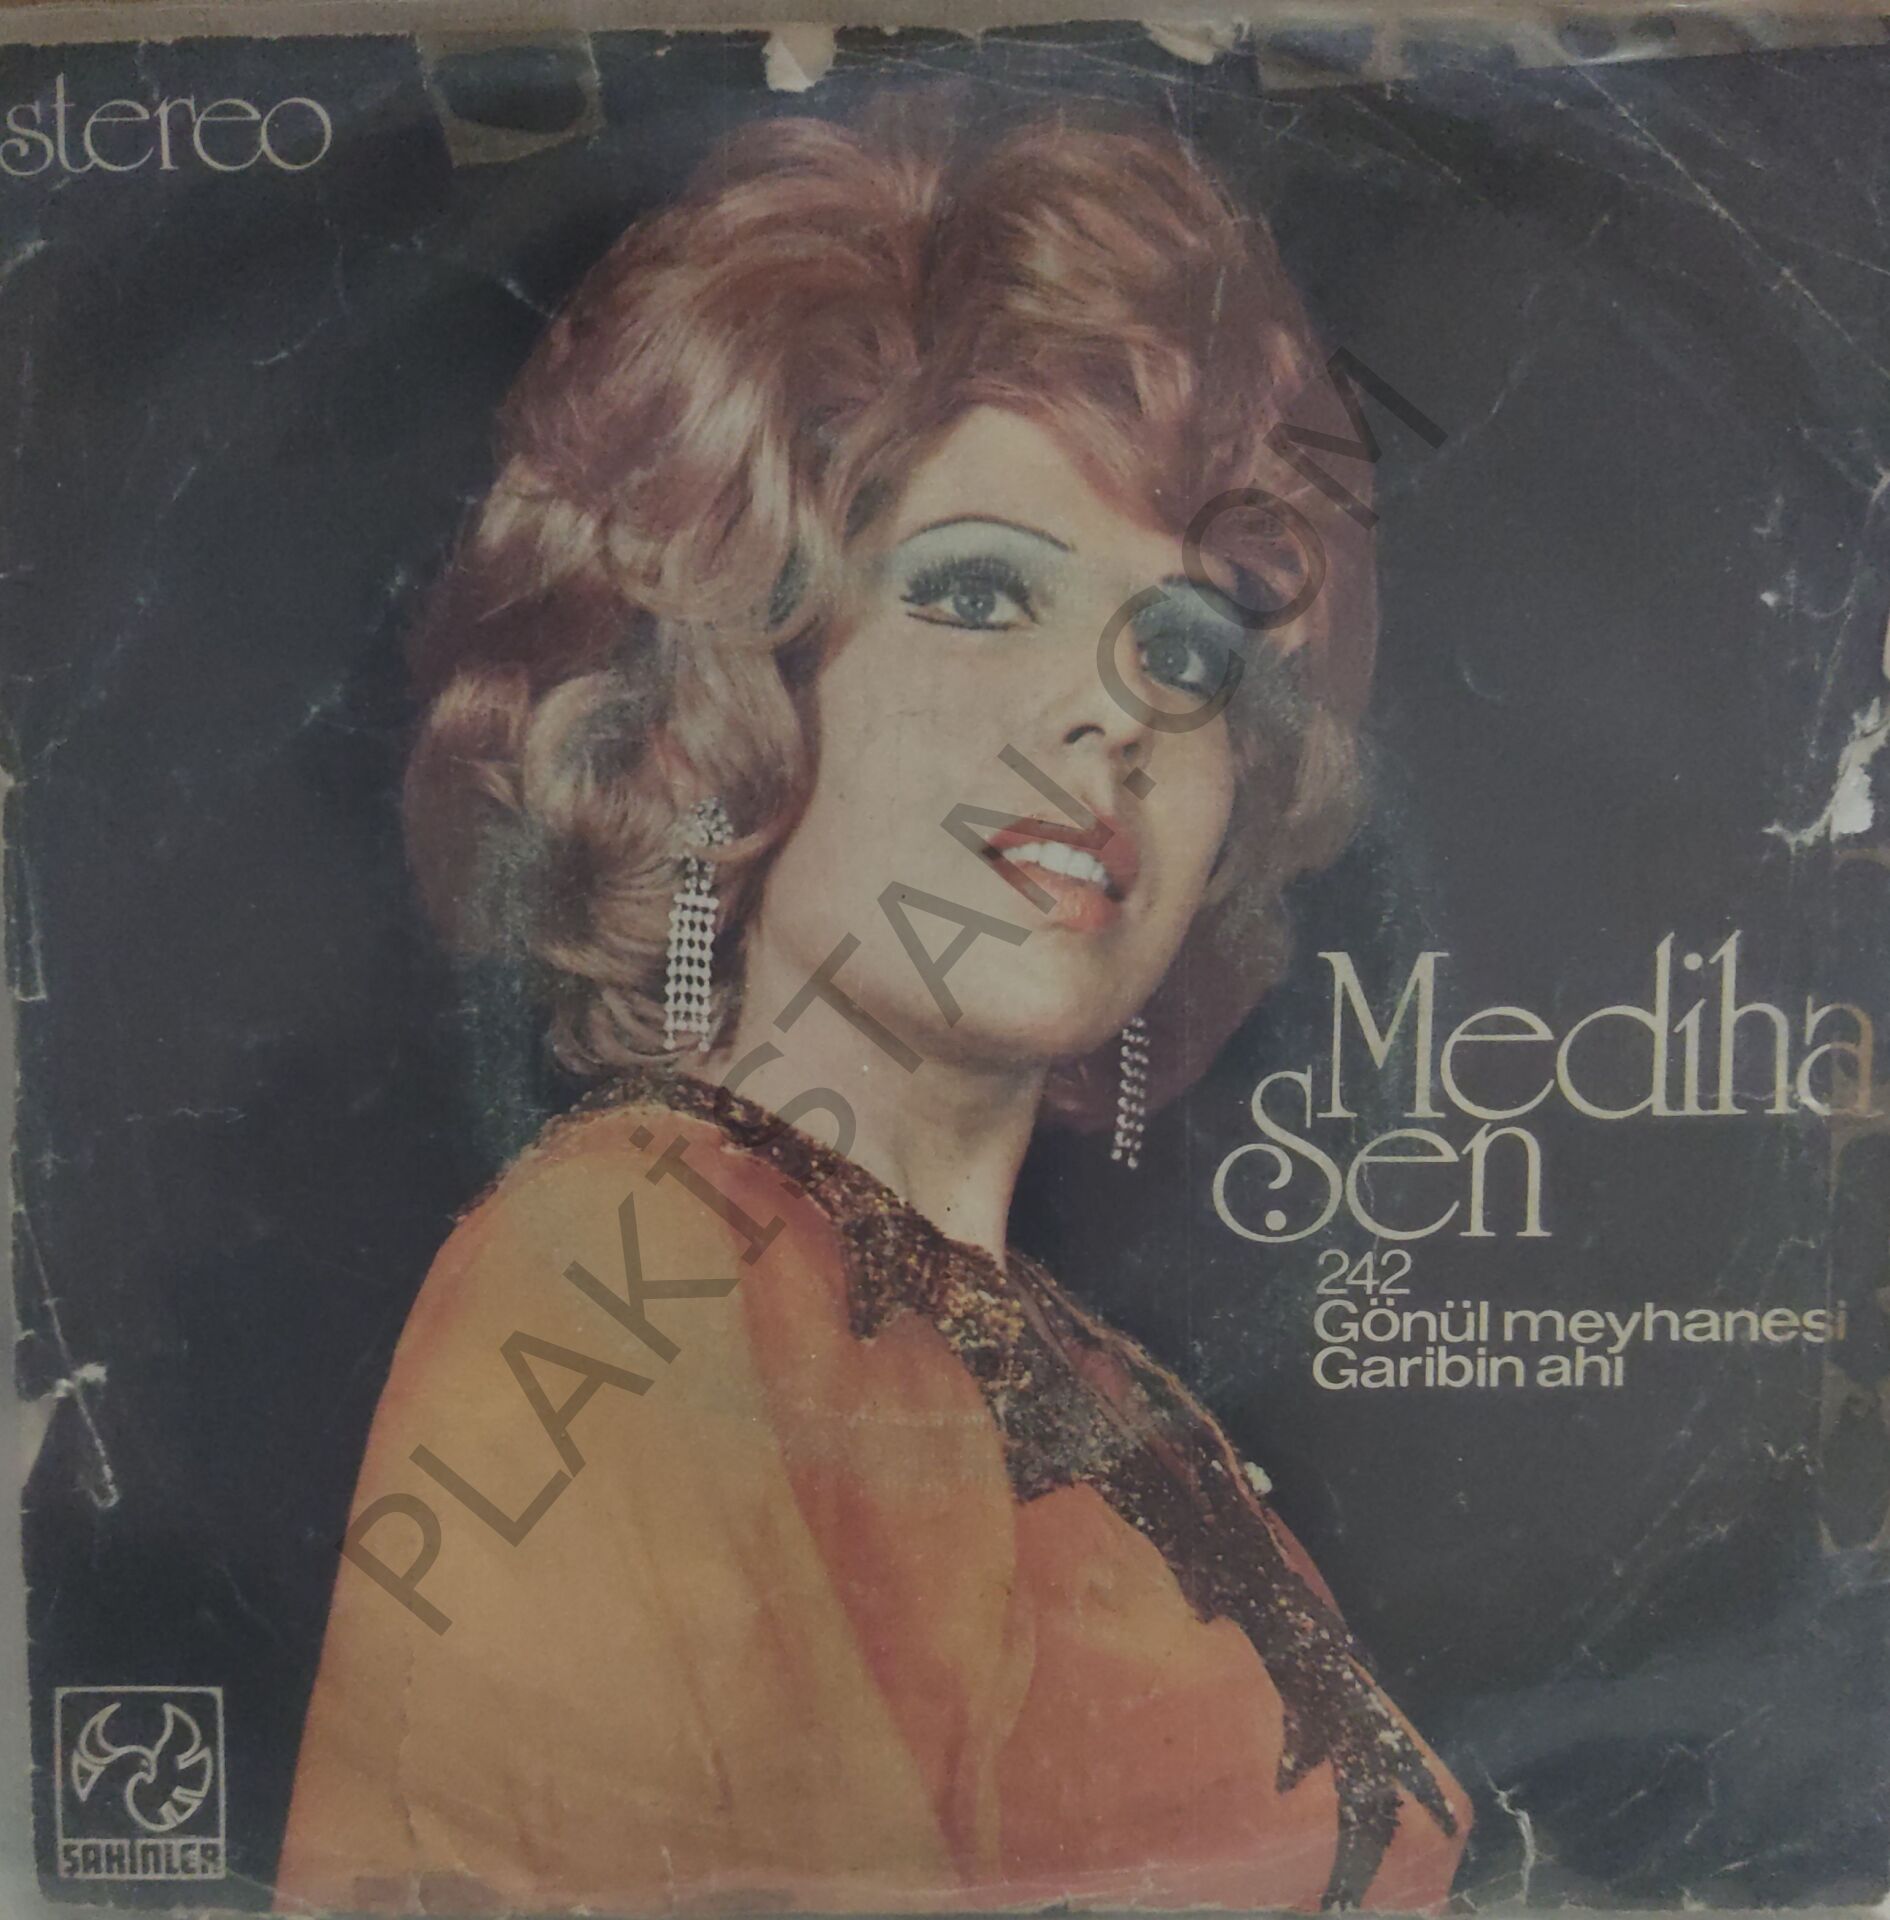 stereo
Mediha
Şen
242
Gönül meyhanesi
Garibin ahı
ŞAHİNLER
PLAKİSTAN.COM